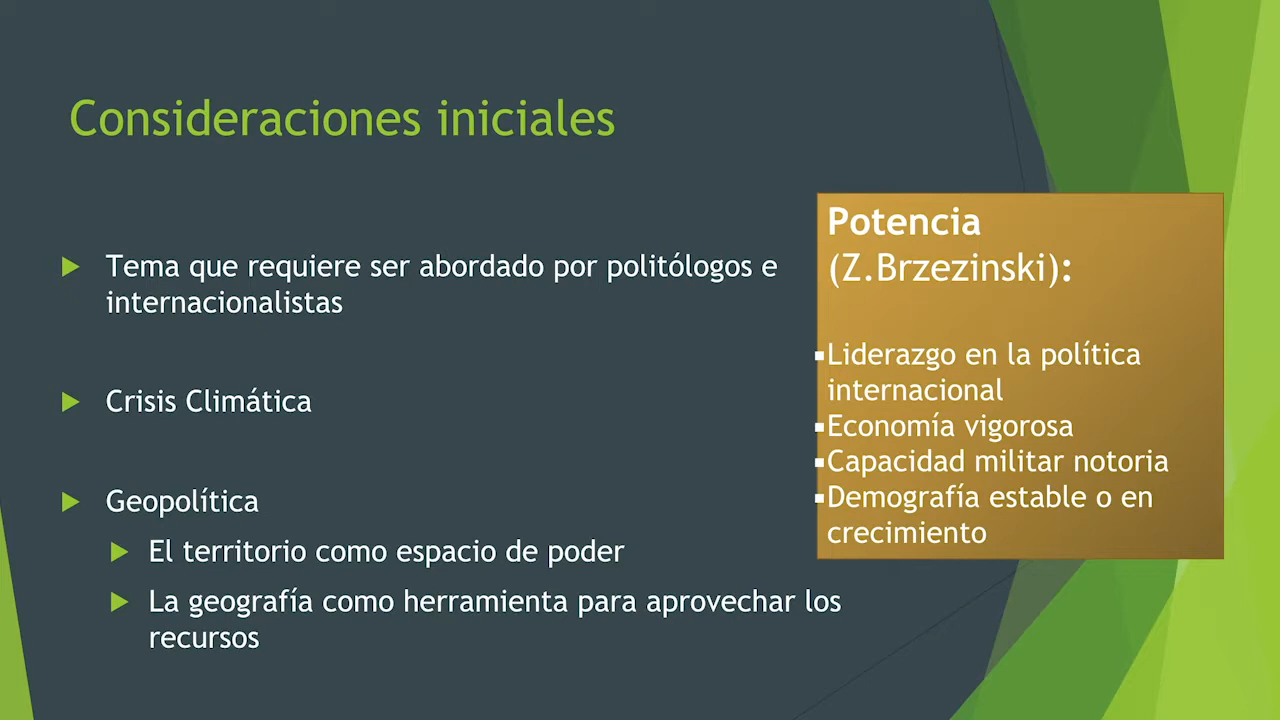 Consideraciones iniciales
Tema que requiere ser abordado por politólogos e
internacionalistas
Crisis Climática
Geopolítica
El territorio como espacio de poder
La geografía como herramienta para aprovechar los
recursos
Potencia
(Z.Brzezinski):
Liderazgo en la política
internacional
Economía vigorosa
Capacidad militar notoria
Demografía estable o en
crecimiento